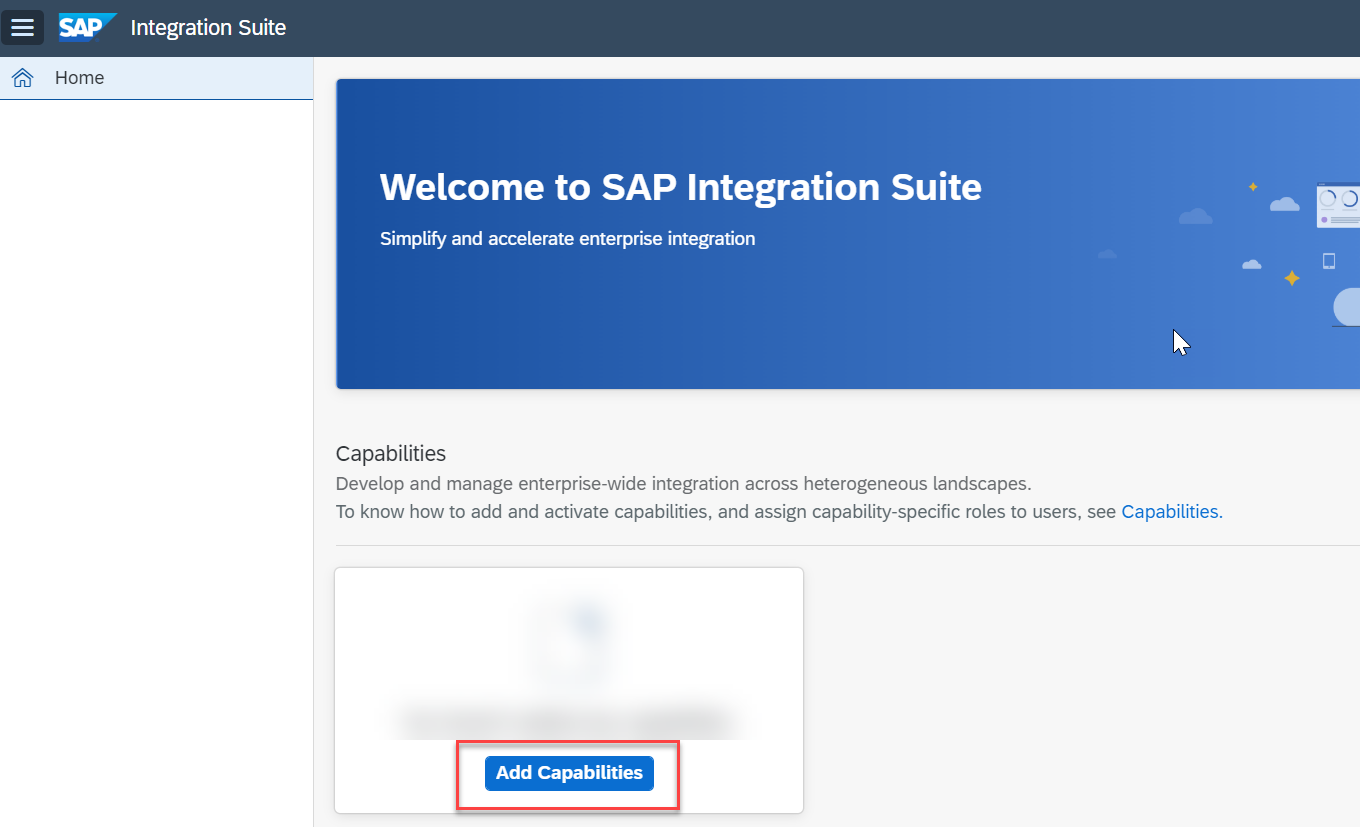 SAP Integration Suite
Home
Welcome to SAP Integration Suite
Simplify and accelerate enterprise integration
Capabilities
Develop and manage enterprise-wide integration across heterogeneous landscapes.
To know how to add and activate capabilities, and assign capability-specific roles to users, see Capabilities.
Add Capabilities